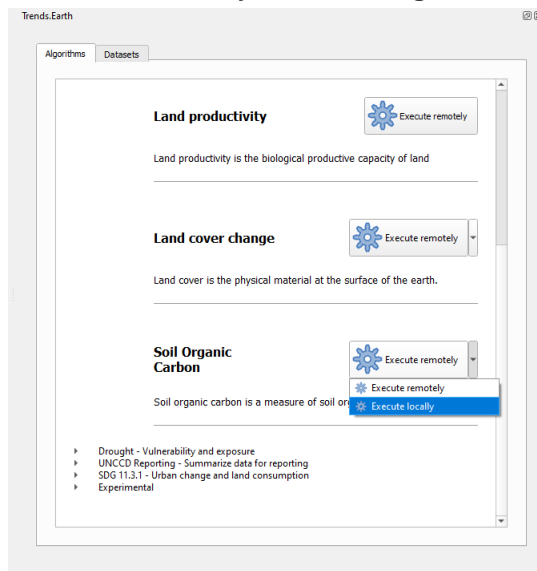 Trends.Earth
Algorithms Datasets
Land productivity
Execute remotely
Land productivity is the biological productive capacity of land
Land cover change
Execute remotely
Land cover is the physical material at the surface of the earth.
Soil Organic
Carbon
Execute remotely
Execute remotely
Execute locally
Soil organic carbon is a measure of soil
Drought - Vulnerability and exposure
UNCCD Reporting - Summarize data for reporting
SDG 11.3.1 - Urban change and land consumption
Experimental